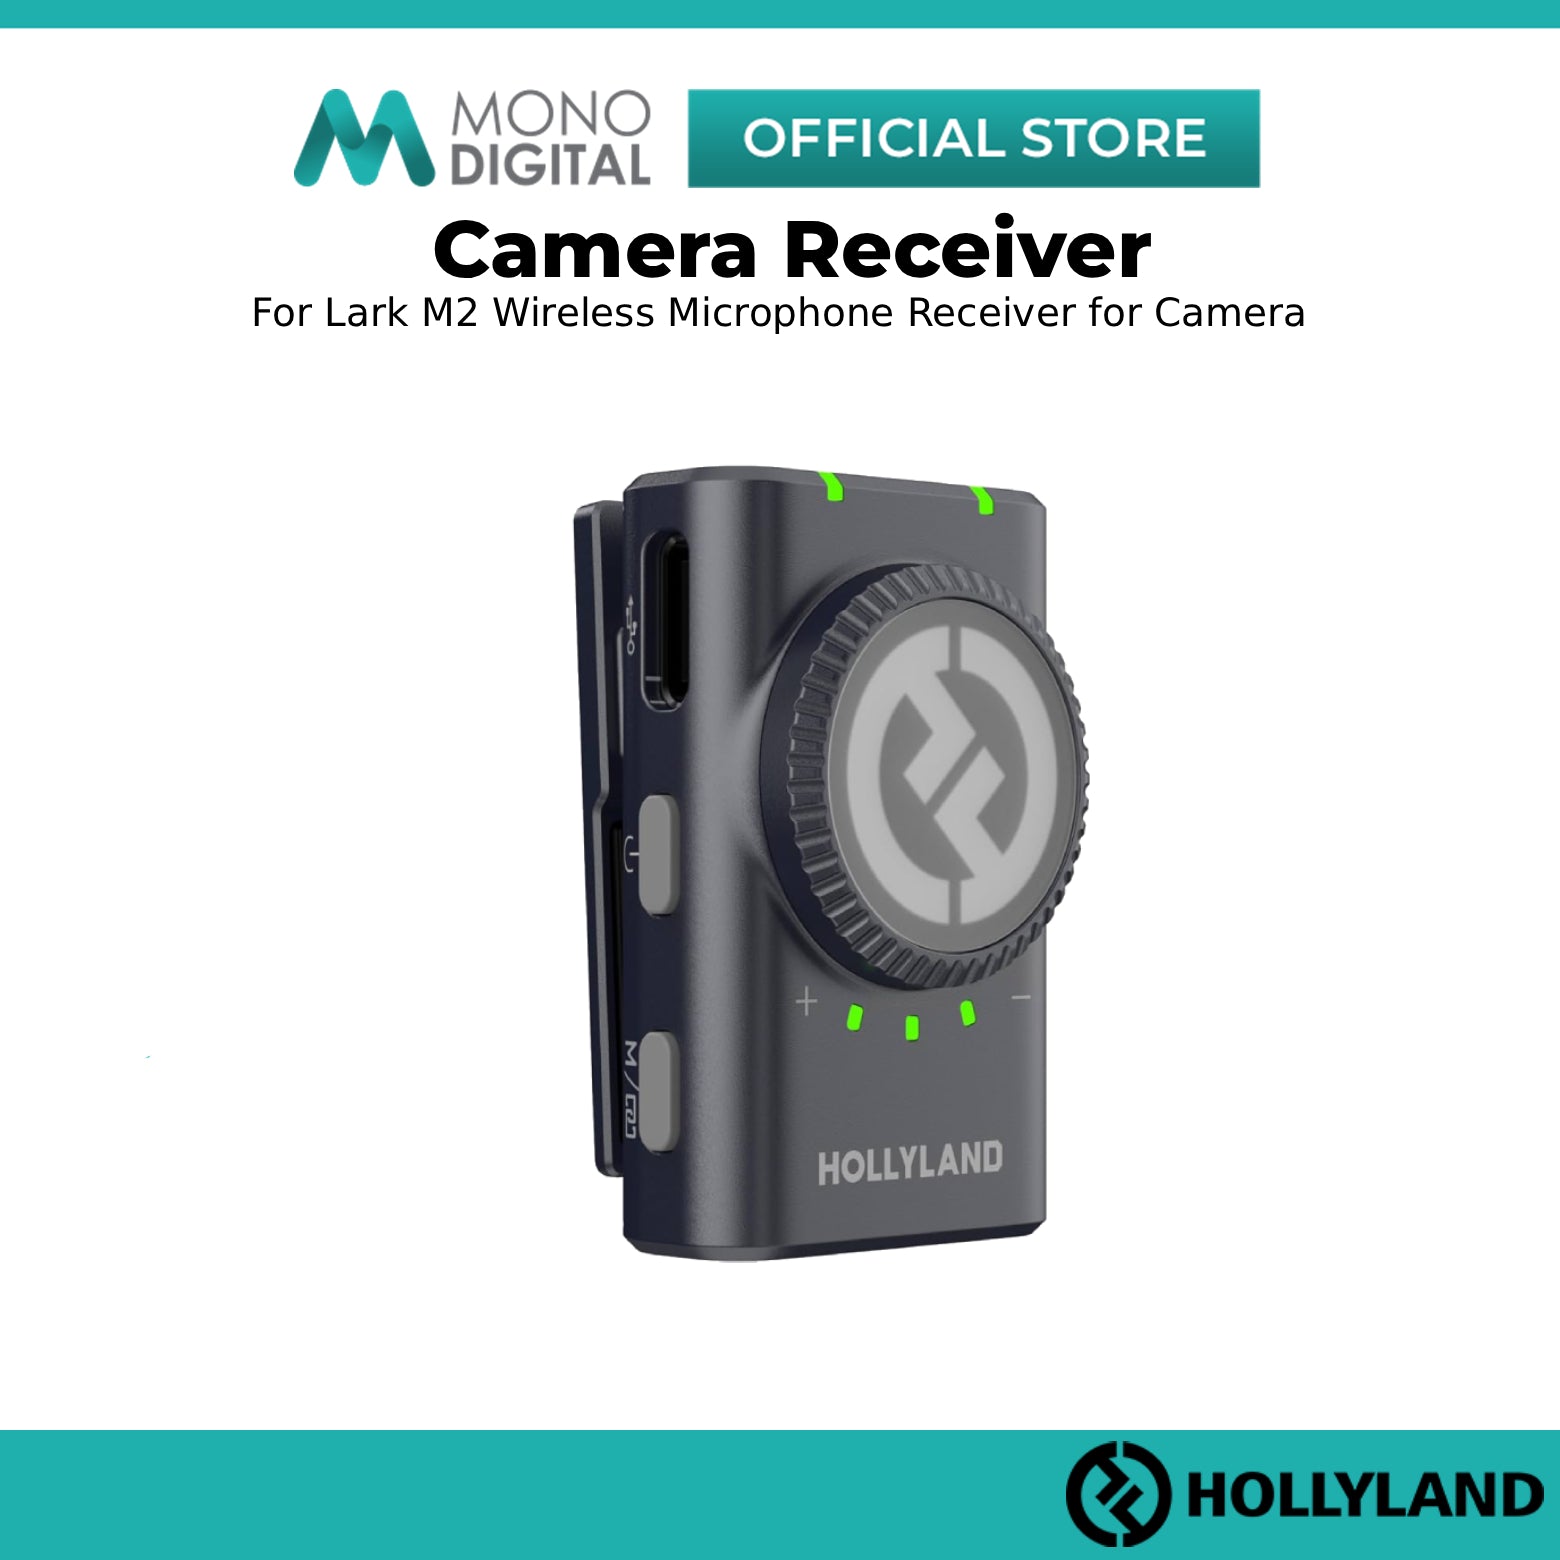 MONO
DIGITAL
OFFICIAL STORE
Camera Receiver
For Lark M2 Wireless Microphone Receiver for Camera
+ −
M/
HOLLYLAND
HOLLYLAND